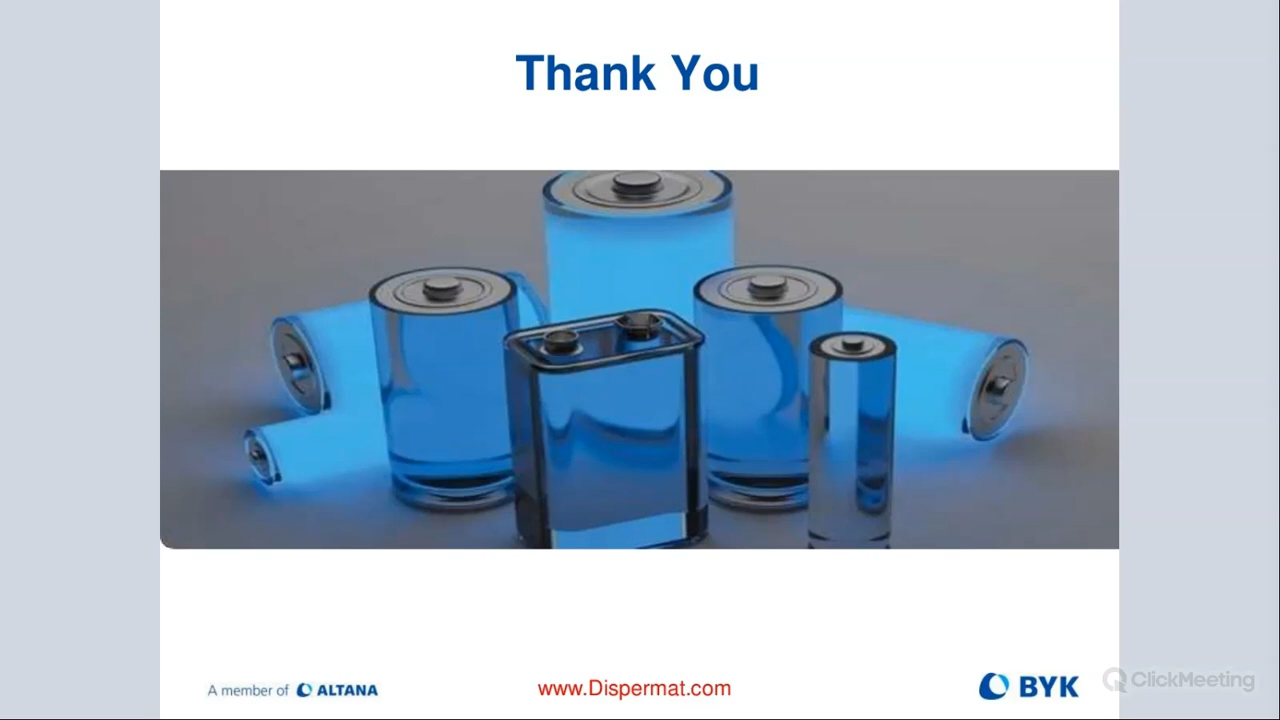 Thank You
A member of ALTANA
www.Dispermat.com
BYK
ClickMeeting